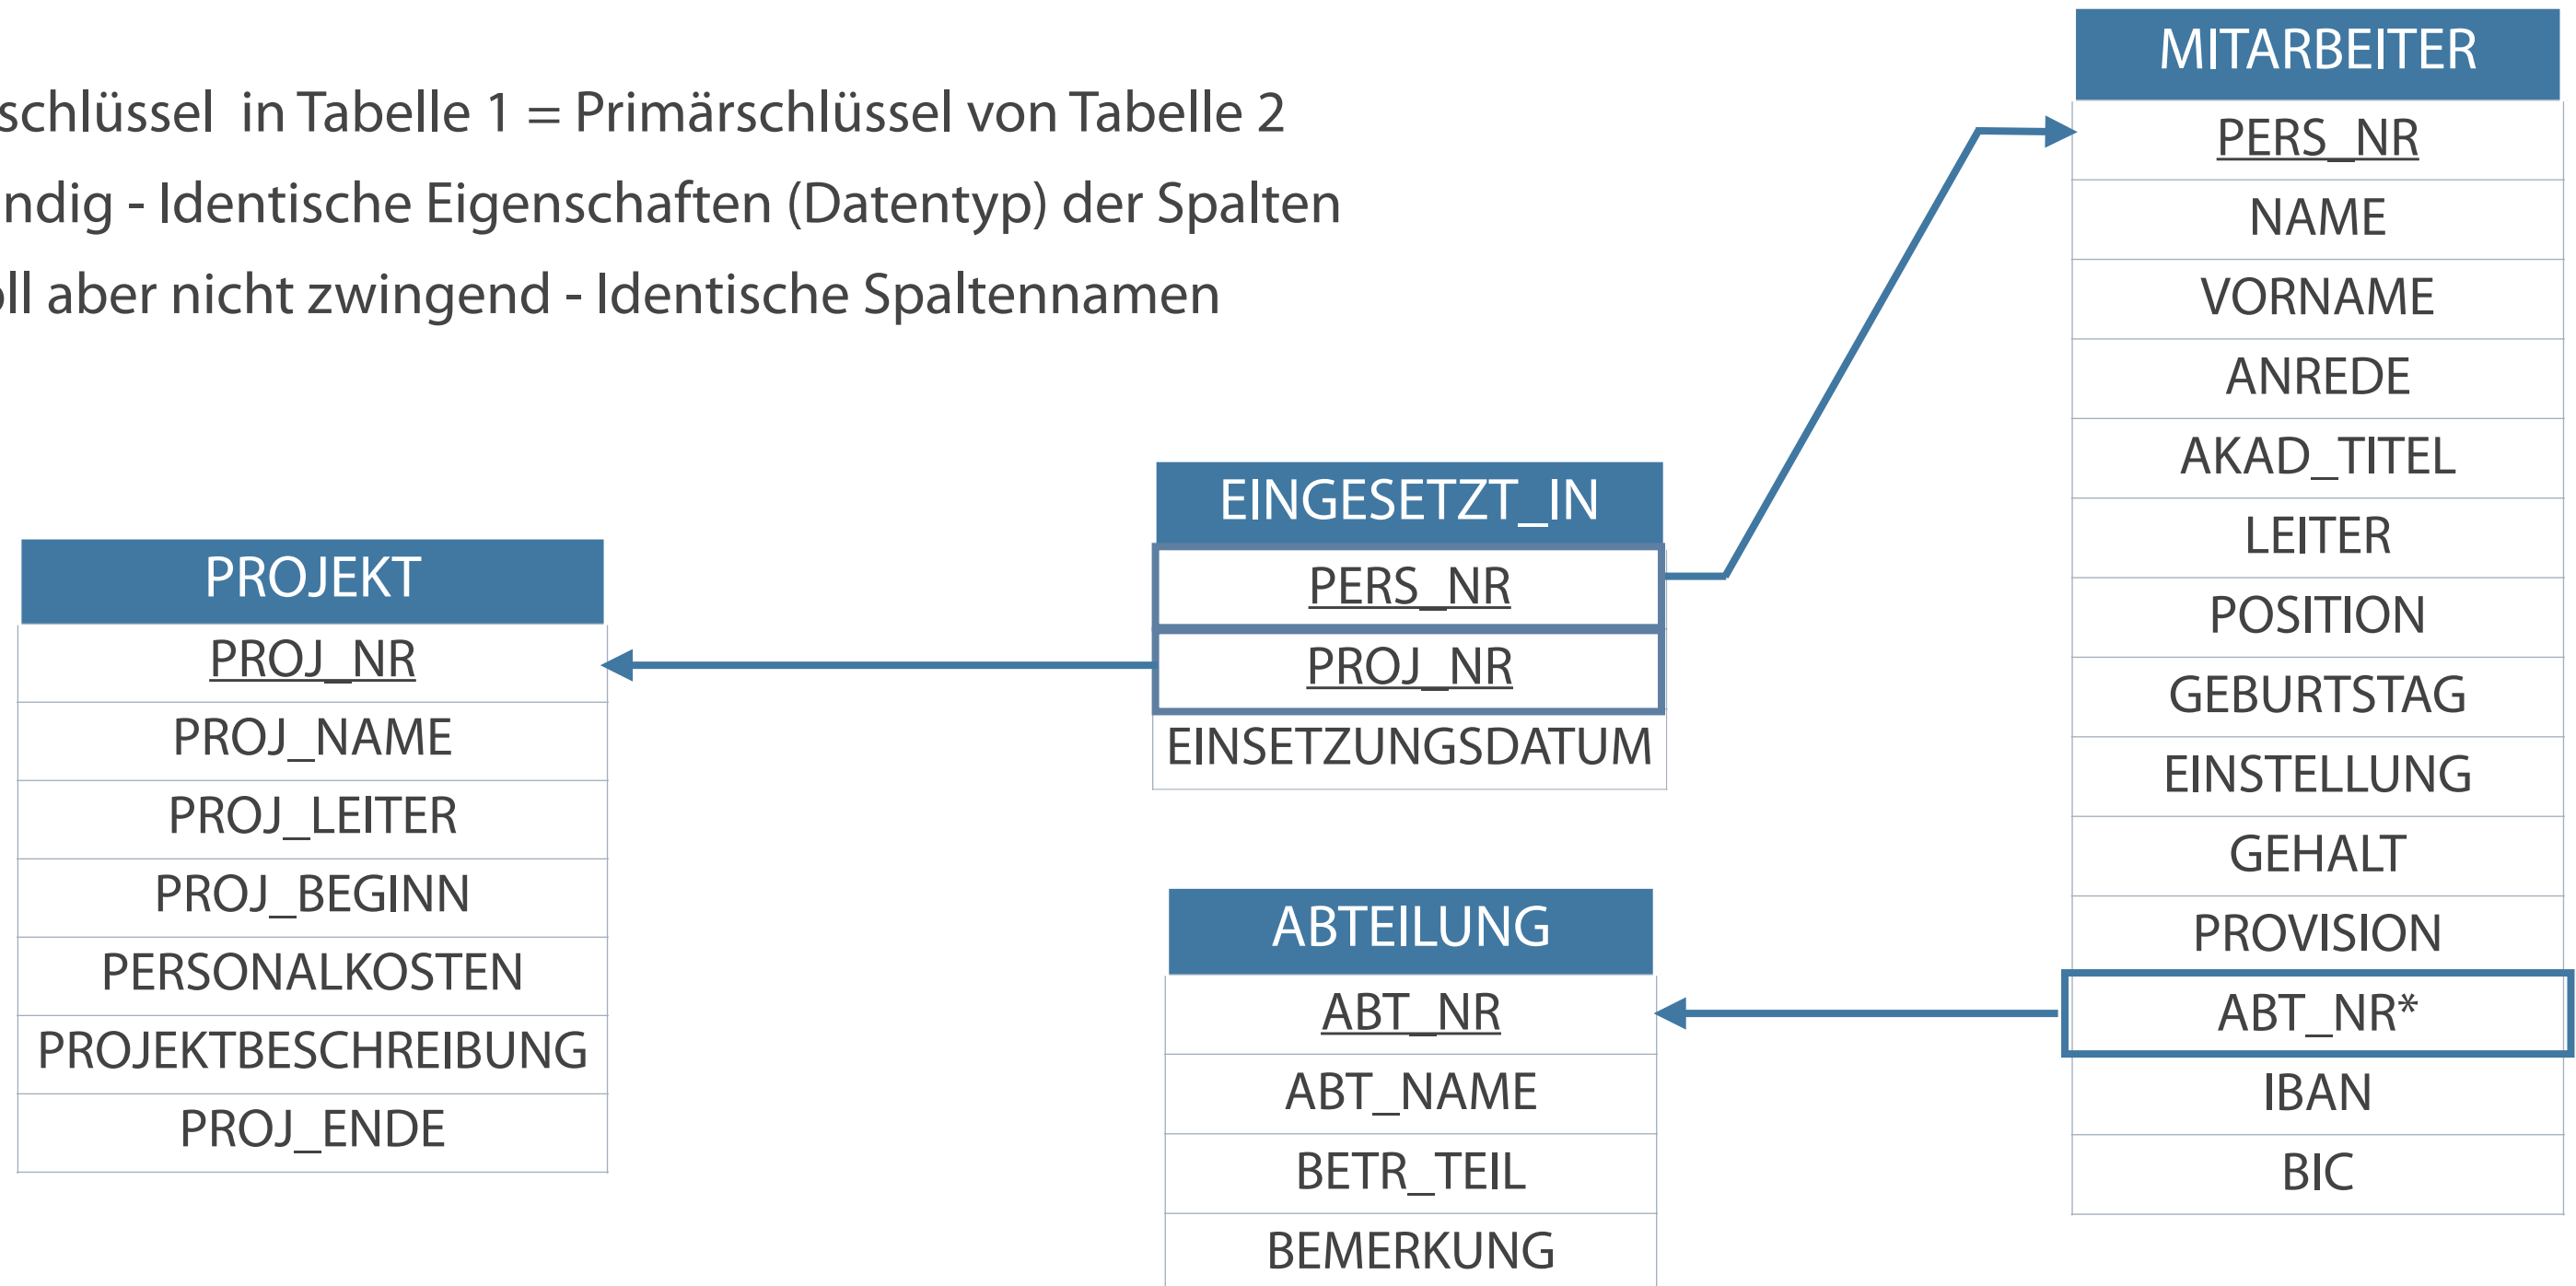 schlüssel in Tabelle 1 = Primärschlüssel von Tabelle 2
ndig - Identische Eigenschaften (Datentyp) der Spalten
ll aber nicht zwingend - Identische Spaltennamen
PROJEKT
PROJ_NR
PROJ_NAME
PROJ_LEITER
PROJ_BEGINN
PERSONALKOSTEN
PROJEKTBESCHREIBUNG
PROJ_ENDE
EINGESETZT_IN
PERS_NR
PROJ_NR
EINSETZUNGSDATUM
ABTEILUNG
ABT_NR
ABT_NAME
BETR_TEIL
BEMERKUNG
MITARBEITER
PERS_NR
NAME
VORNAME
ANREDE
AKAD_TITEL
LEITER
POSITION
GEBURTSTAG
EINSTELLUNG
GEHALT
PROVISION
ABT_NR*
IBAN
BIC